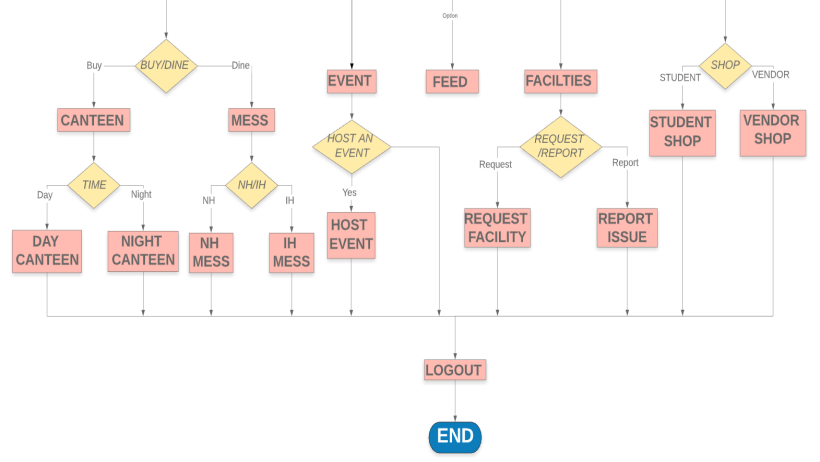 Option
BUY/DINE
Buy
Dine
EVENT
FEED
FACILTIES
SHOP
STUDENT
VENDOR
CANTEEN
MESS
HOST AN
EVENT
REQUEST
/REPORT
STUDENT
SHOP
VENDOR
SHOP
TIME
Day
Night
NH/IH
NH
IH
Yes
Request
Report
DAY
CANTEEN
NIGHT
CANTEEN
NH
MESS
IH
MESS
HOST
EVENT
REQUEST
FACILITY
REPORT
ISSUE
LOGOUT
END